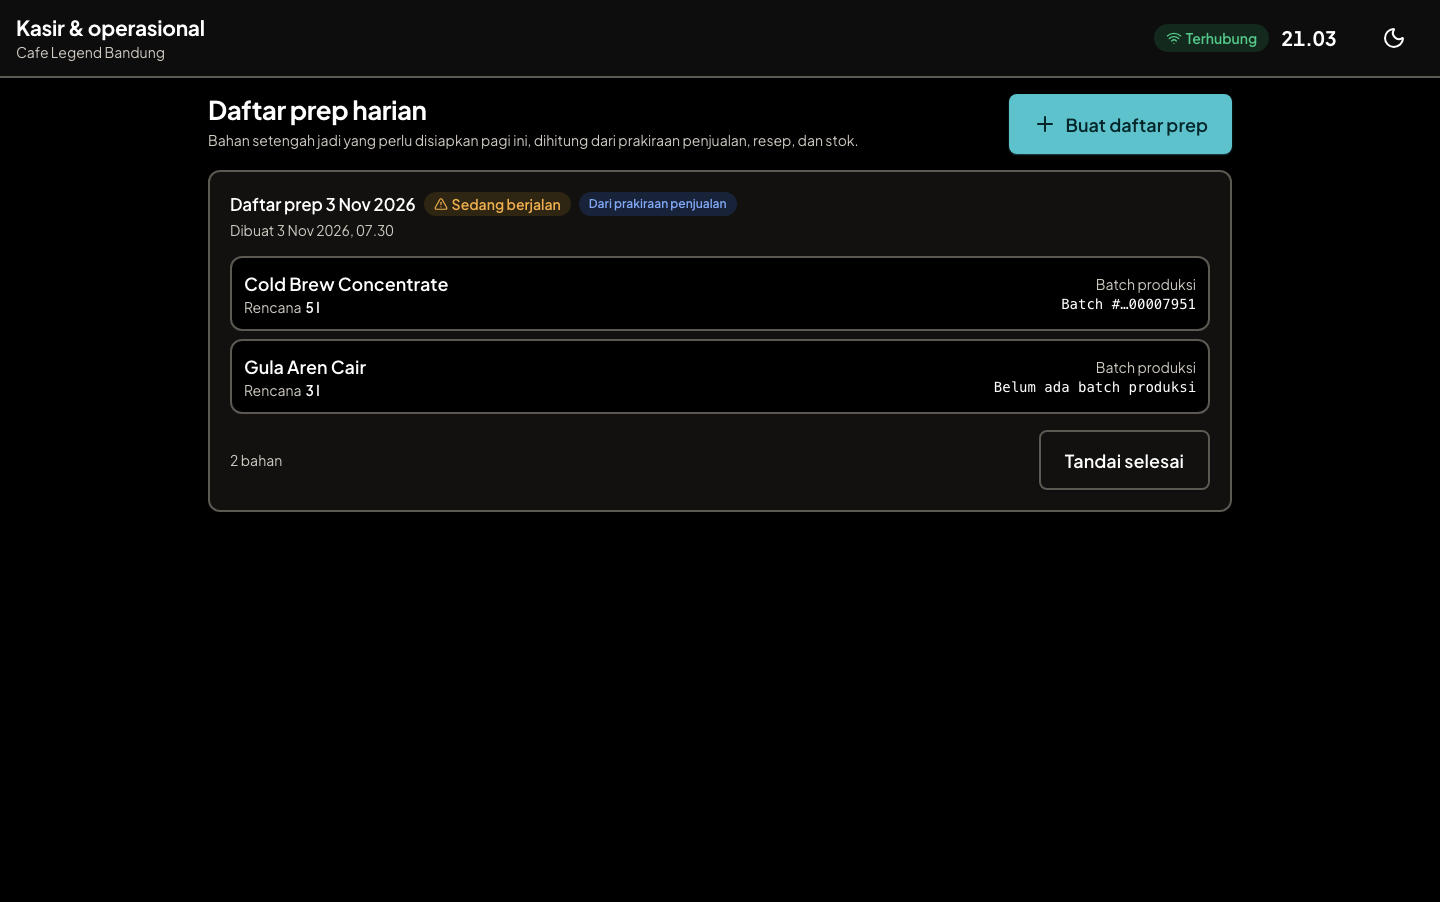 Kasir & operasional
Cafe Legend Bandung
Terhubung
21.03
Daftar prep harian
Bahan setengah jadi yang perlu disiapkan pagi ini, dihitung dari prakiraan penjualan, resep, dan stok.
Buat daftar prep
Daftar prep 3 Nov 2026
Sedang berjalan
Dari prakiraan penjualan
Dibuat 3 Nov 2026, 07.30
Cold Brew Concentrate
Rencana 5 l
Batch produksi
Batch #…00007951
Gula Aren Cair
Rencana 3 l
Batch produksi
Belum ada batch produksi
2 bahan
Tandai selesai